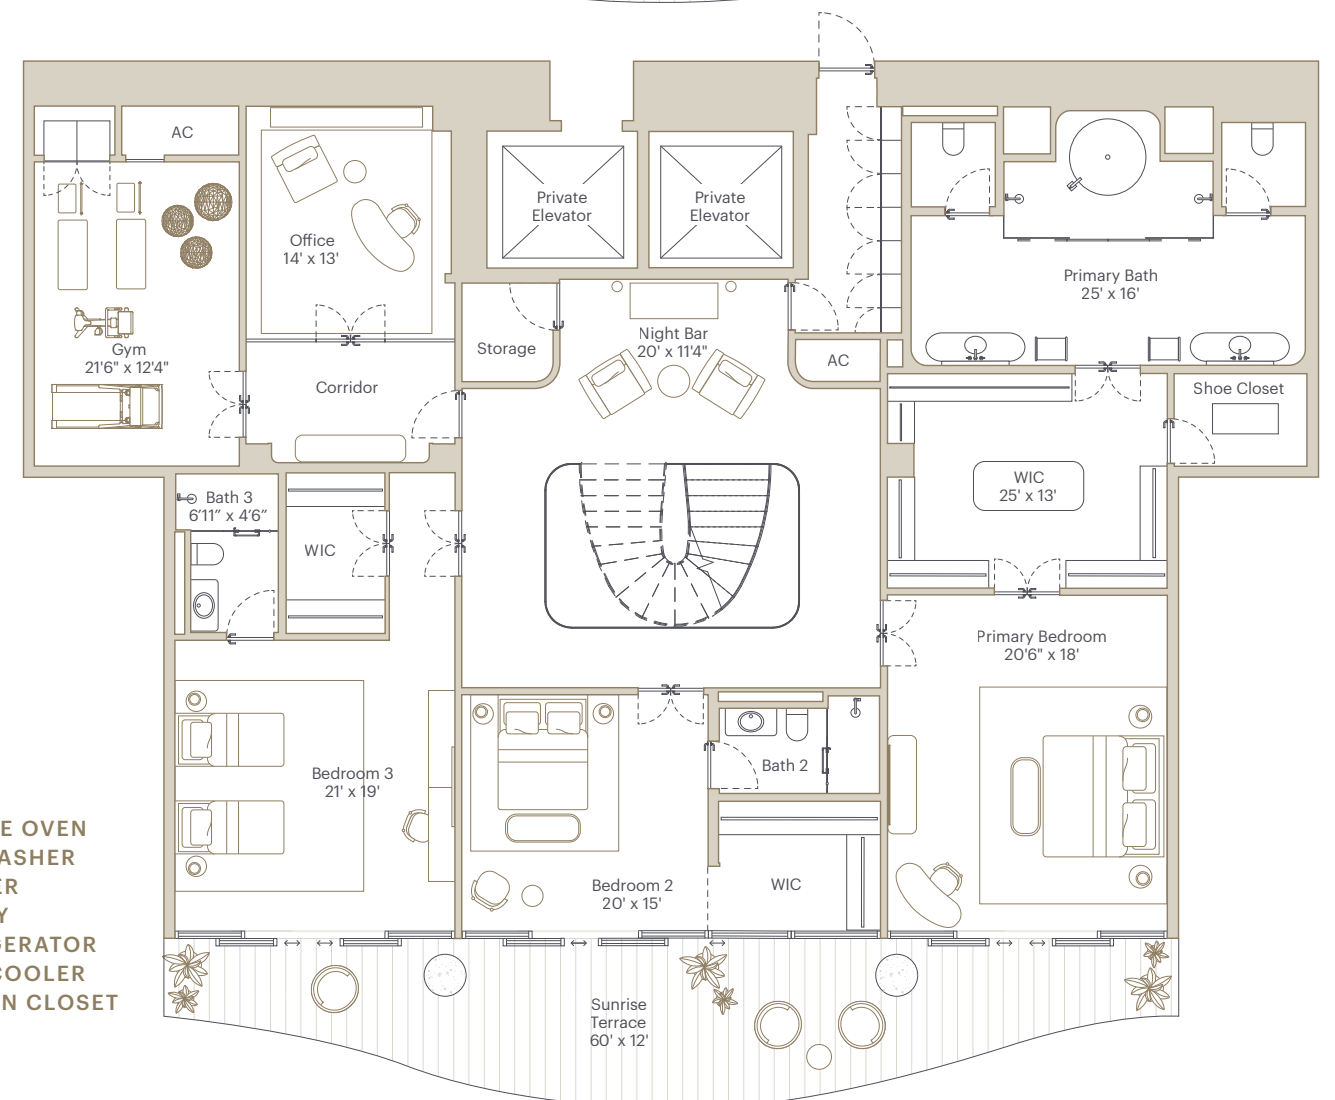 AC
Private
Elevator
Private
Elevator
Office
14' x 13'
Primary Bath
25' x 16'
Night Bar
20' x 11'4"
Storage
AC
Gym
21'6" x 12'4"
Corridor
Shoe Closet
WIC
25' x 13'
Bath 3
6'11" x 4'6"
WIC
Primary Bedroom
20'6" x 18'
Bath 2
Bedroom 3
21' x 19'
Bedroom 2
20' x 15'
WIC
E OVEN
ASHER
ER
Y
GERATOR
COOLER
N CLOSET
Sunrise
Terrace
60' x 12'